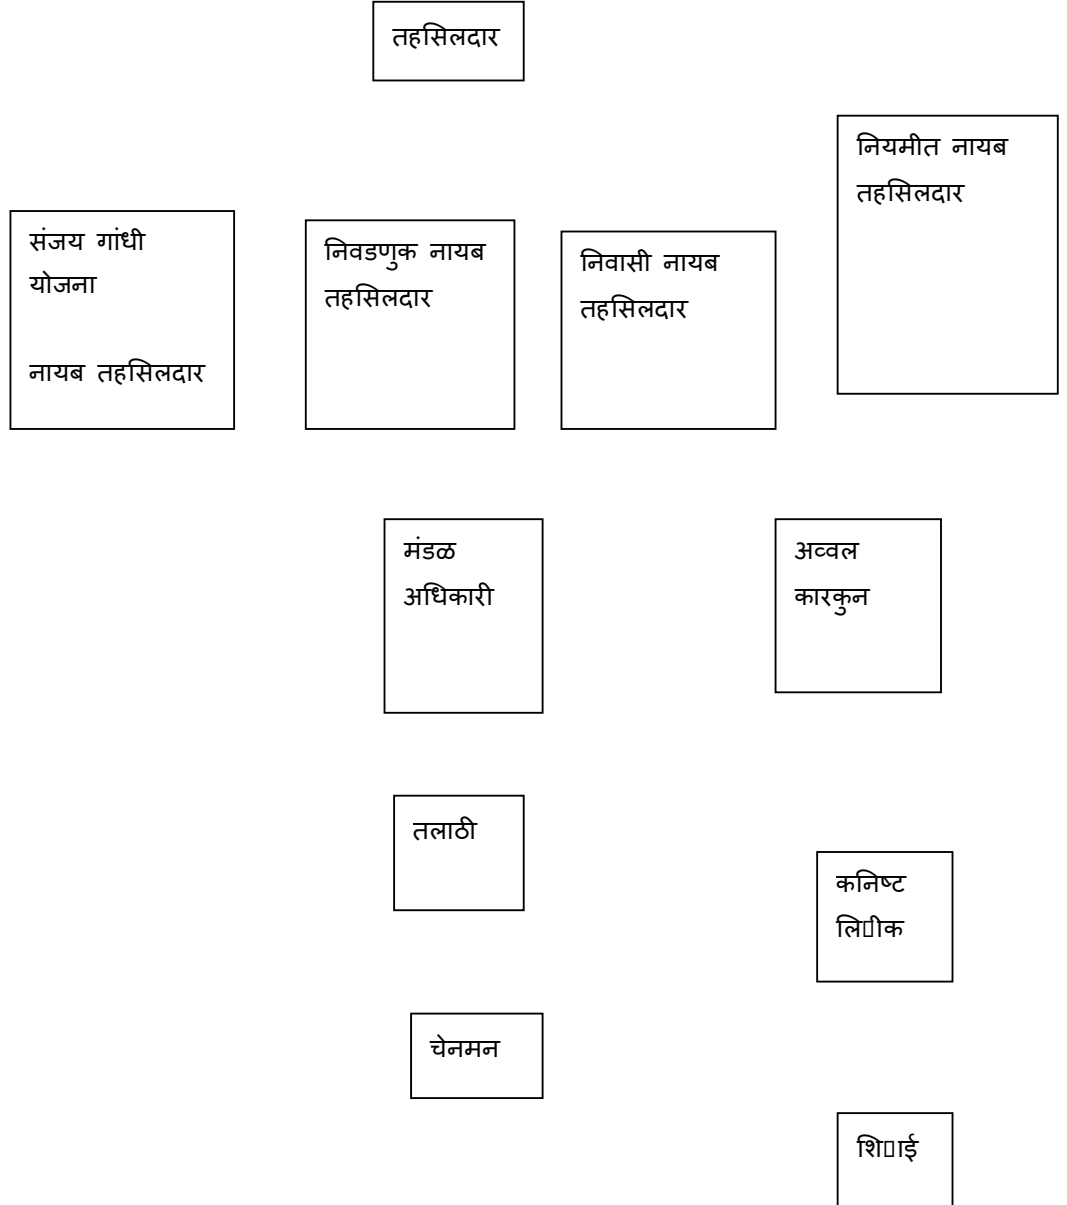 तहसिलदार
नियमीत नायब
तहसिलदार
संजय गांधी
योजना
नायब तहसिलदार
निवडणुक नायब
तहसिलदार
निवासी नायब
तहसिलदार
मंडळ
अधिकारी
अव्वल
कारकुन
तलाठी
कनिष्ट
चेनमन